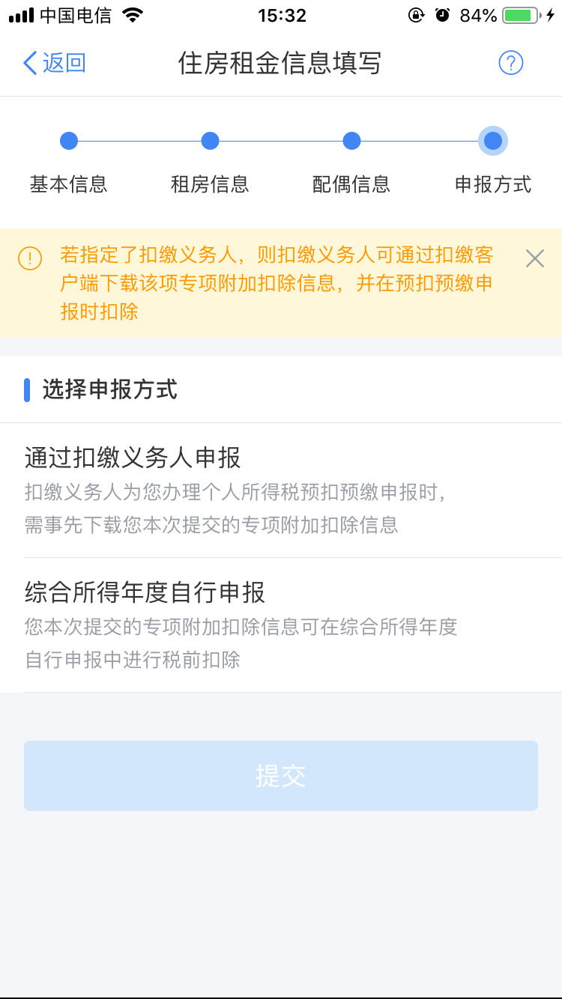 中国电信 15:32 84%
返回 住房租金信息填写 ?
基本信息 租房信息 配偶信息 申报方式
若指定了扣缴义务人，则扣缴义务人可通过扣缴客
户端下载该项专项附加扣除信息，并在预扣预缴申
报时扣除
选择申报方式
通过扣缴义务人申报
扣缴义务人为您办理个人所得税预扣预缴申报时，
需事先下载您本次提交的专项附加扣除信息
综合所得年度自行申报
您本次提交的专项附加扣除信息可在综合所得年度
自行申报中进行税前扣除
提交